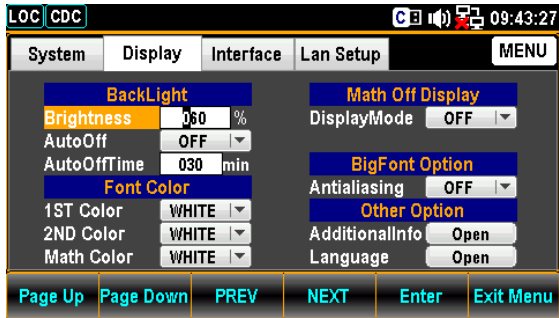 LOC CDC C 09:43:27
System Display Interface Lan Setup MENU
BackLight
Brightness 060 %
AutoOff OFF
AutoOffTime 030 min
Font Color
1ST Color WHITE
2ND Color WHITE
Math Color WHITE
Math Off Display
DisplayMode OFF
BigFont Option
Antialiasing OFF
Other Option
AdditionalInfo Open
Language Open
Page Up Page Down PREV NEXT Enter Exit Menu